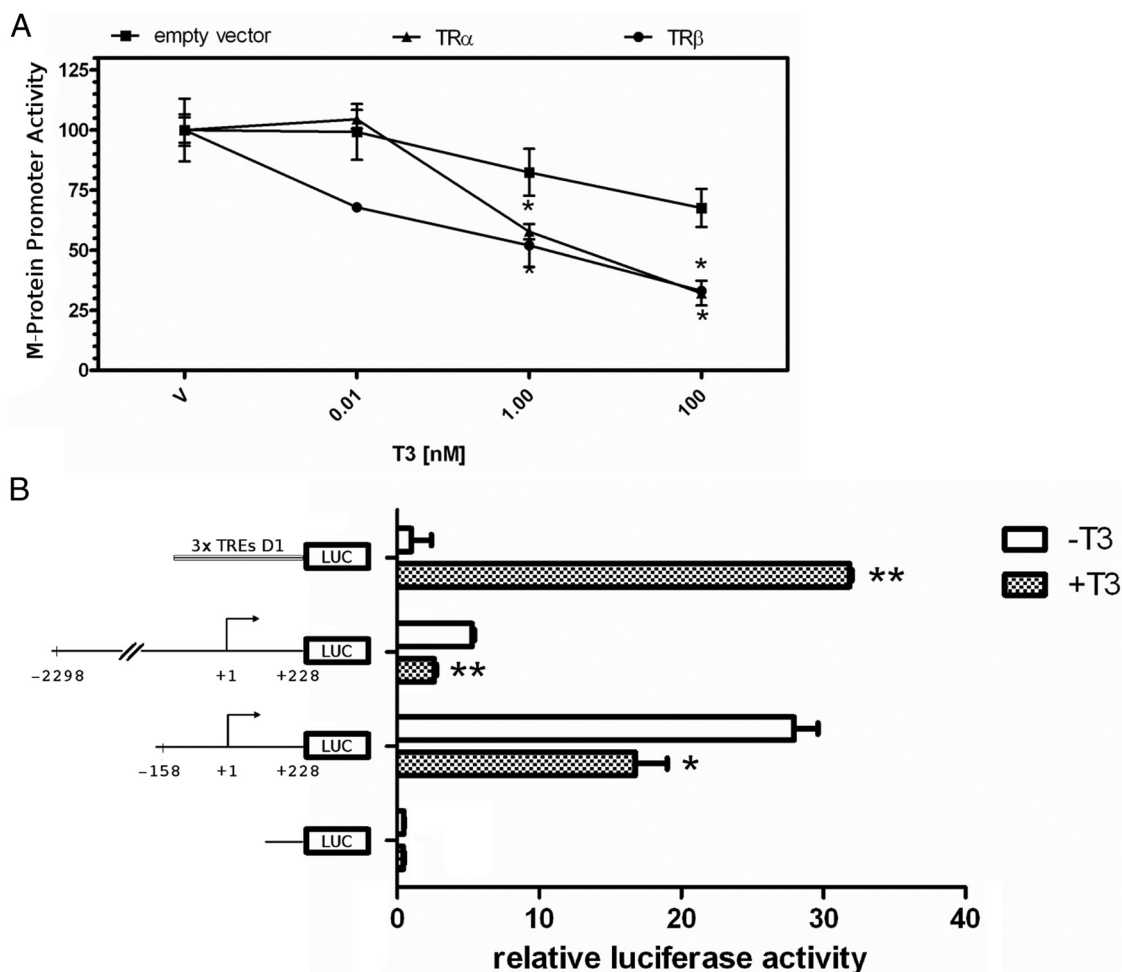 A
empty vector TRα TRβ
M-Protein Promoter Activity
125
100
75
50
25
0
*
*
*
*
V 0.01 1.00 100
T3 [nM]
B
3x TREs D1
LUC
**
-T3
+T3
LUC
-2298 +1 +228
**
LUC
-158 +1 +228
*
LUC
0 10 20 30 40
relative luciferase activity